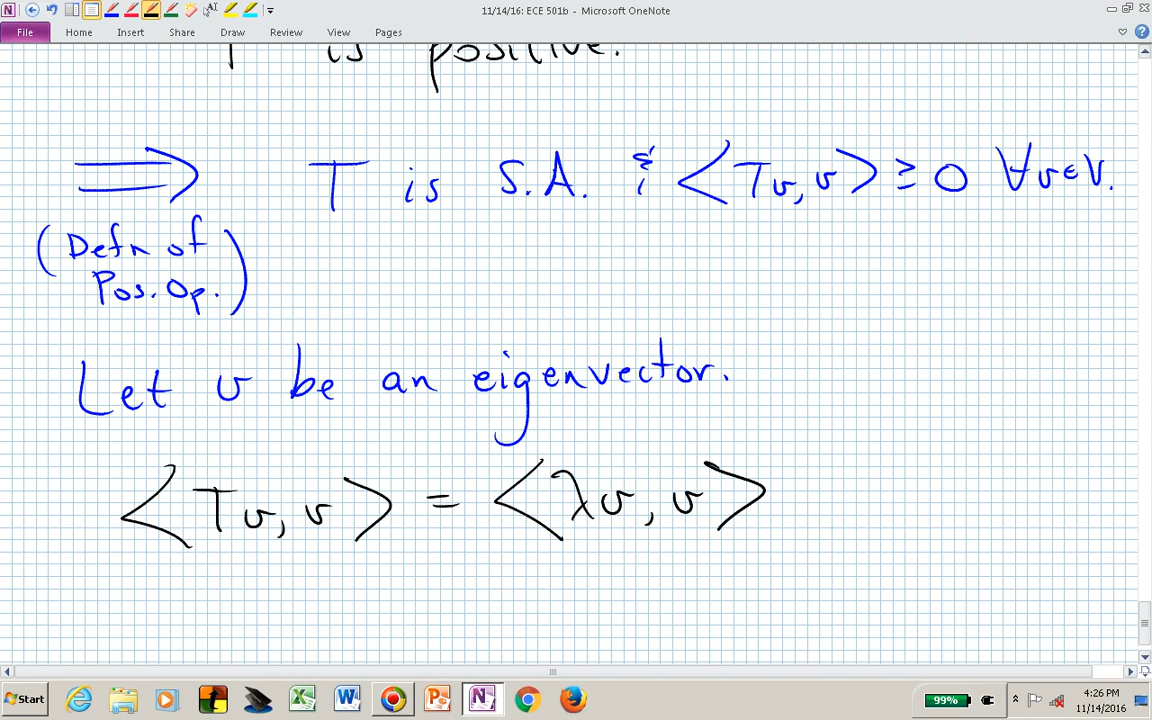 11/14/16: ECE 501b - Microsoft OneNote
File Home Insert Share Draw Review View Pages
T is positive.
⟹ T is S.A. & <Tv,v> ≥ 0 ∀v∈V.
(Defn of
Pos. Op.)
Let v be an eigenvector.
<Tv,v> = <λv,v>
Start 99% 4:26 PM
11/14/2016